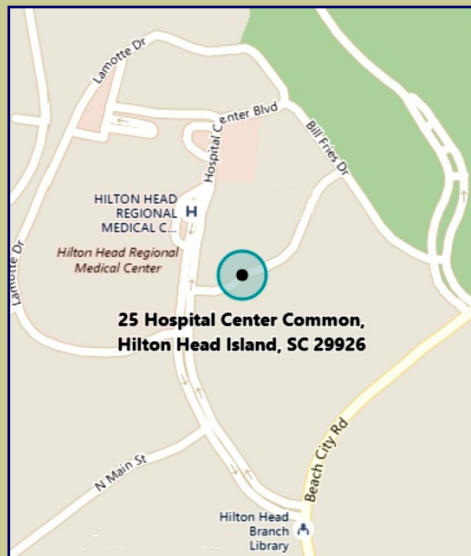 Lamotte Dr
Hospital Center Blvd
Bill Fries Dr
HILTON HEAD
REGIONAL
MEDICAL C...
H
Hilton Head Regional
Medical Center
Lamotte Dr
25 Hospital Center Common,
Hilton Head Island, SC 29926
N Main St
Beach City Rd
Hilton Head
Branch
Library